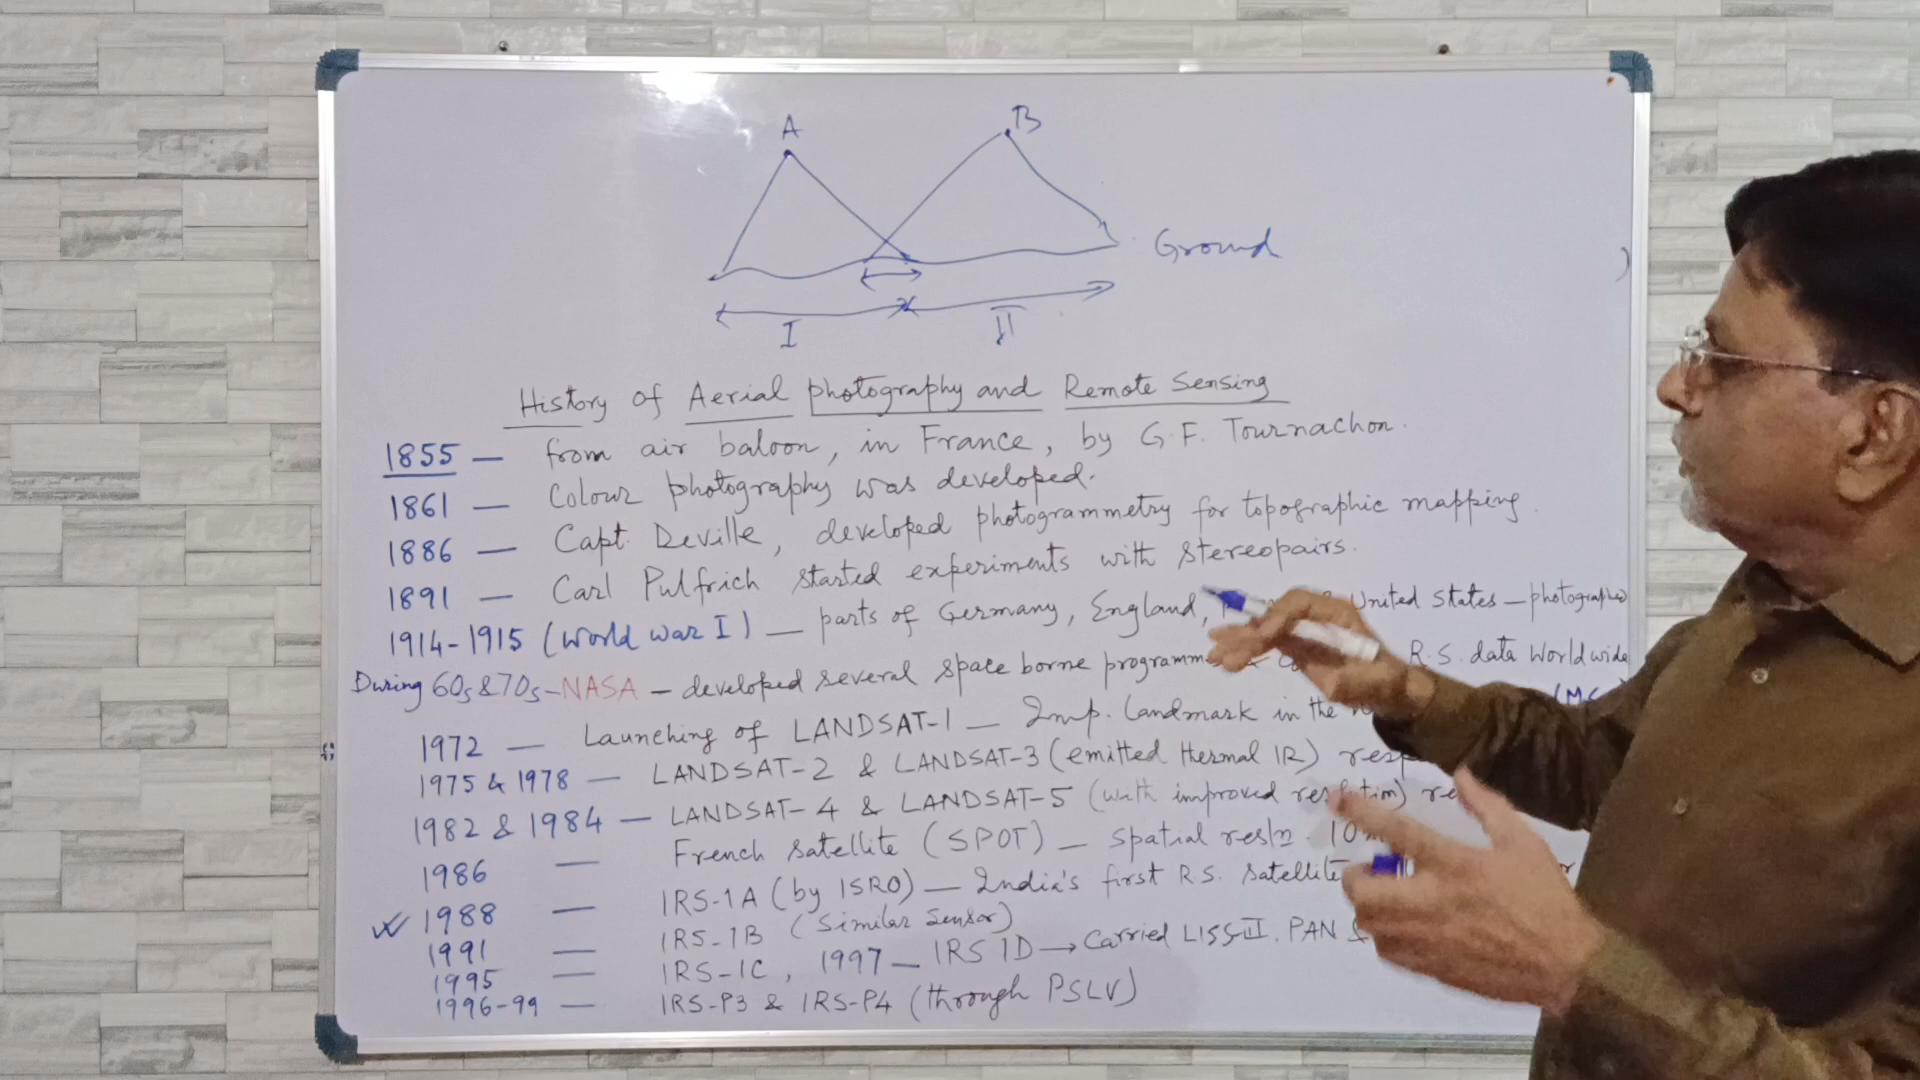 A
B
Ground
I
II
History of Aerial photography and Remote Sensing
1855 — from air baloon, in France, by G.F. Tournachon.
1861 — Colour photography was developed.
1886 — Capt. Deville, developed photogrammetry for topographic mapping.
1891 — Carl Pulfrich started experiments with stereopairs.
1914-1915 (World War I) — parts of Germany, England, United States — photographed
During 60s & 70s - NASA — developed several space borne programme R.S. data worldwide
1972 — Launching of LANDSAT-1 — Imp. landmark in the
1975 & 1978 — LANDSAT-2 & LANDSAT-3 (emitted thermal IR)
1982 & 1984 — LANDSAT-4 & LANDSAT-5 (with improved resolution)
1986 — French satellite (SPOT) — spatial resln. 10m
1988 — IRS-1A (by ISRO) — India's first R.S. satellite
1991 — IRS-1B (Similar sensor)
1995 — IRS-1C, 1997 — IRS 1D → Carried LISS-III, PAN &
1996-99 — IRS-P3 & IRS-P4 (through PSLV)